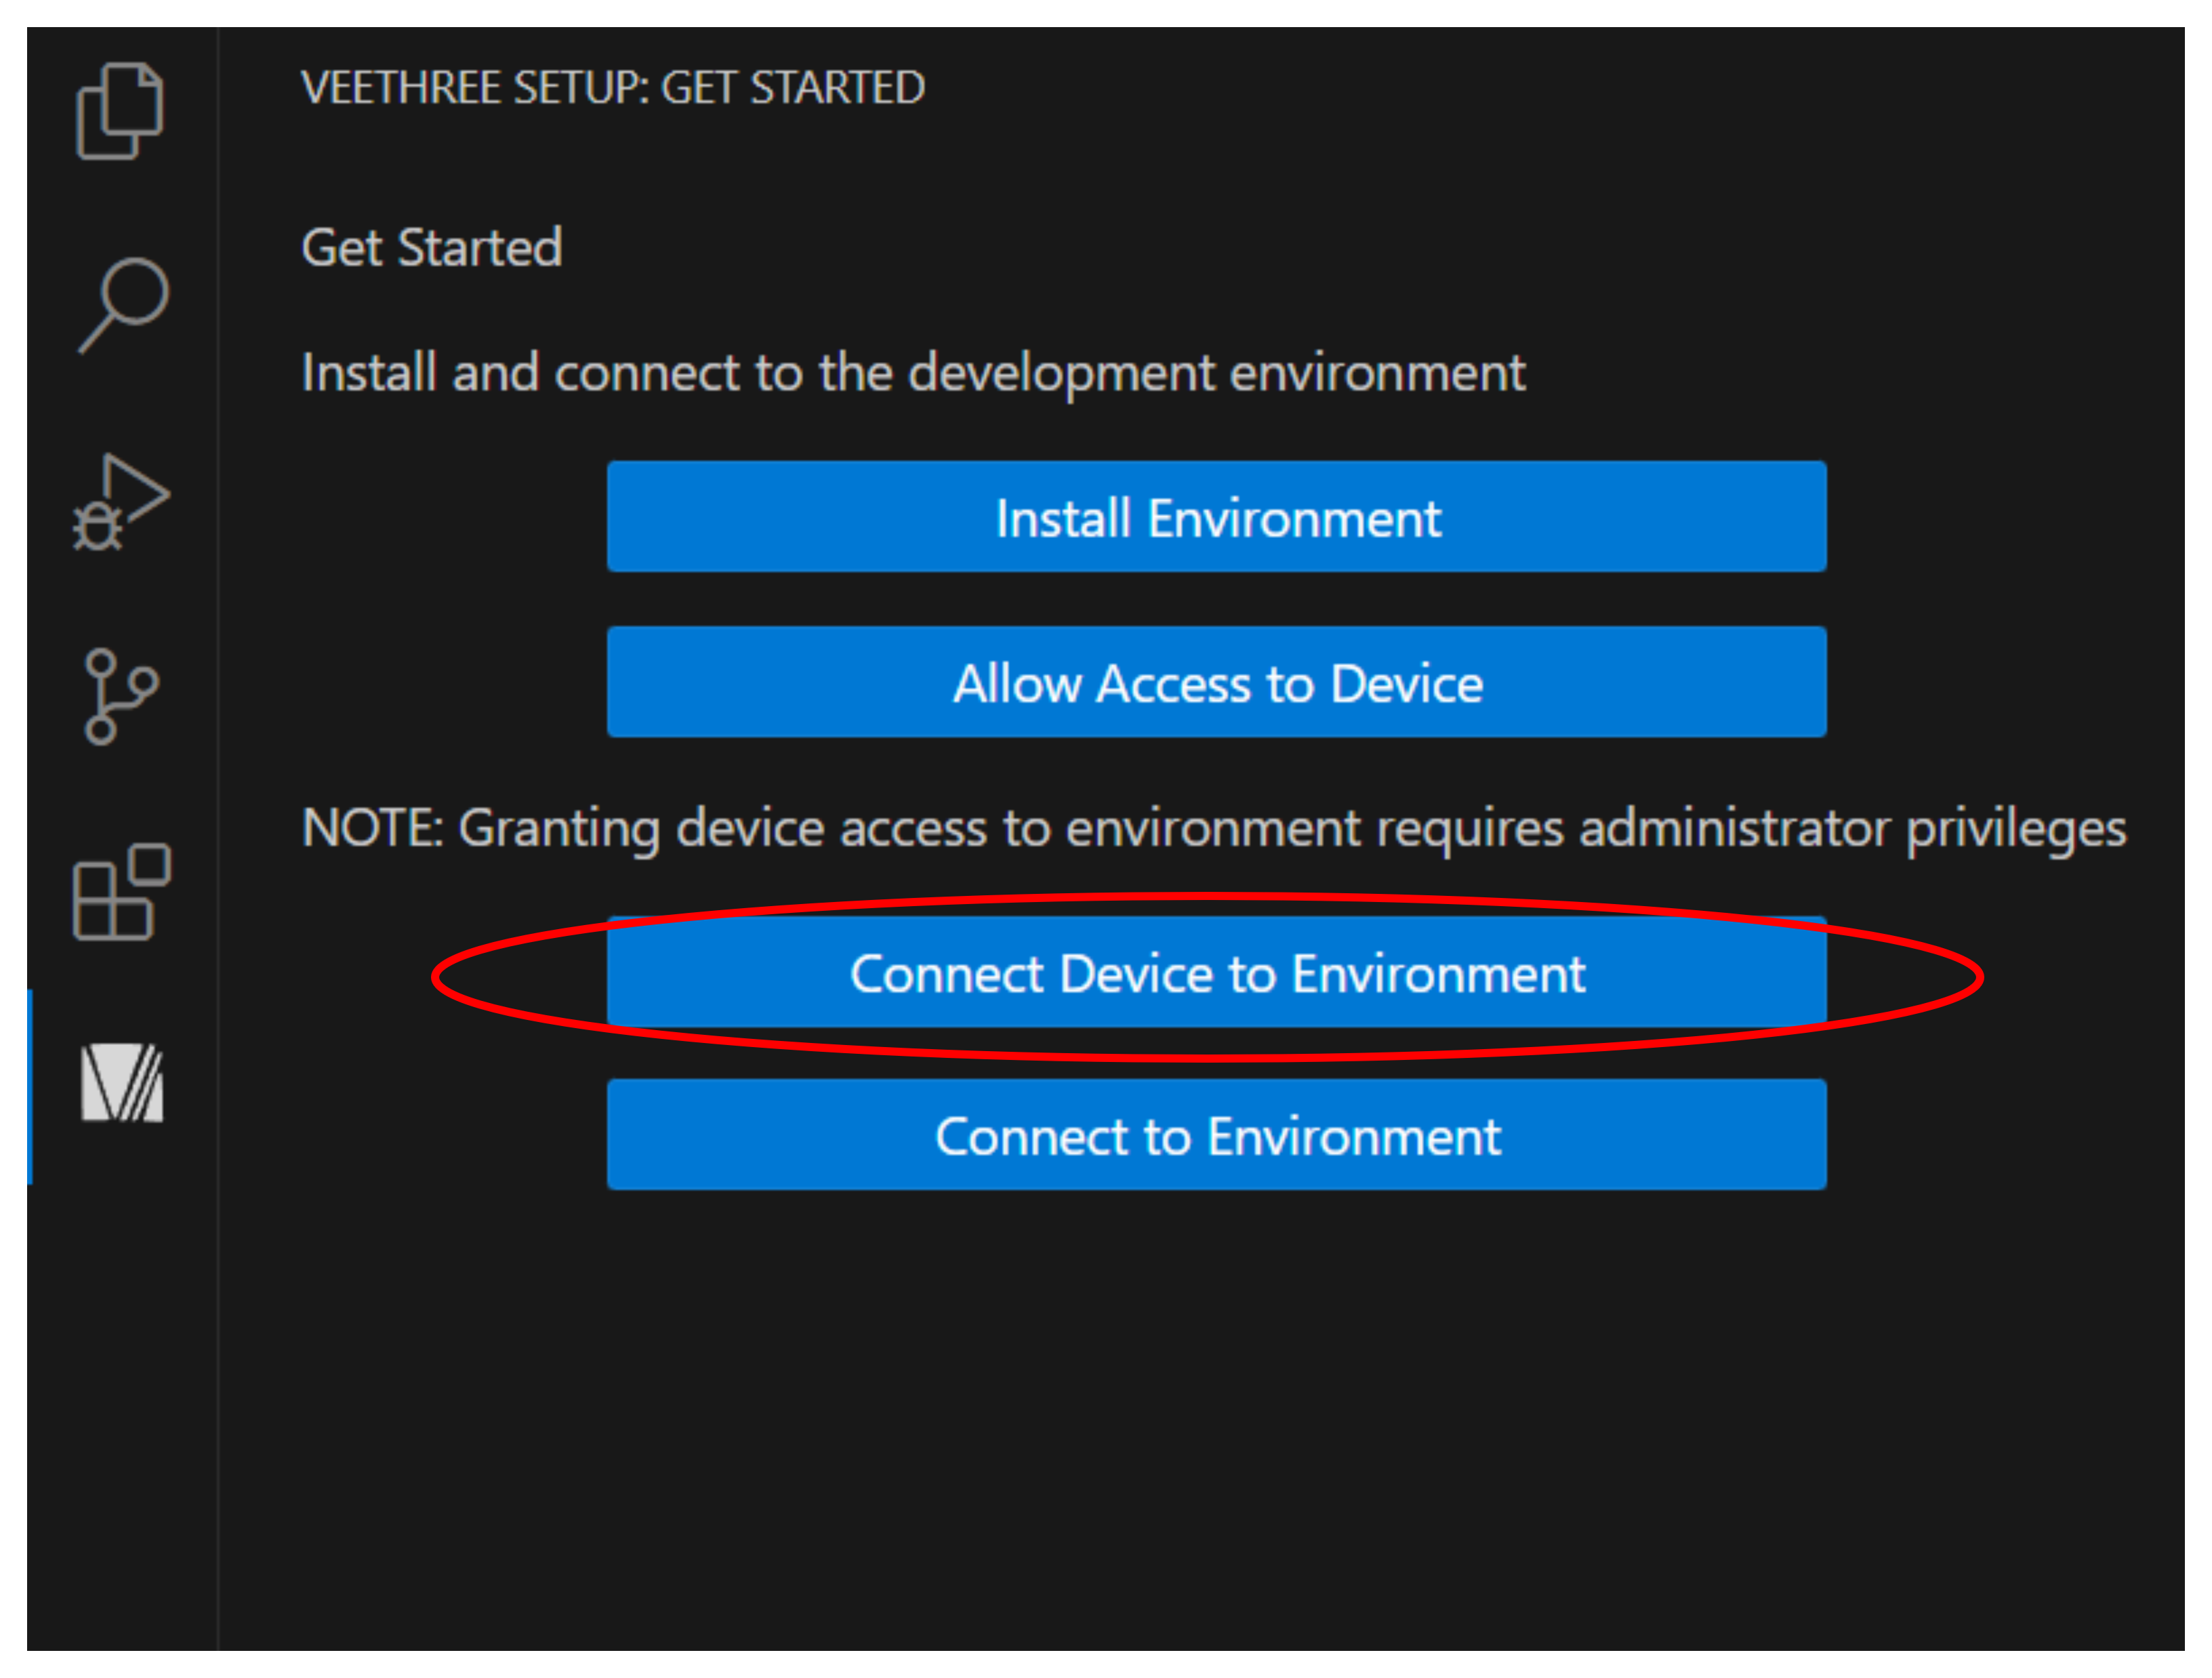 VEETHREE SETUP: GET STARTED
Get Started
Install and connect to the development environment
Install Environment
Allow Access to Device
NOTE: Granting device access to environment requires administrator privileges
Connect Device to Environment
Connect to Environment